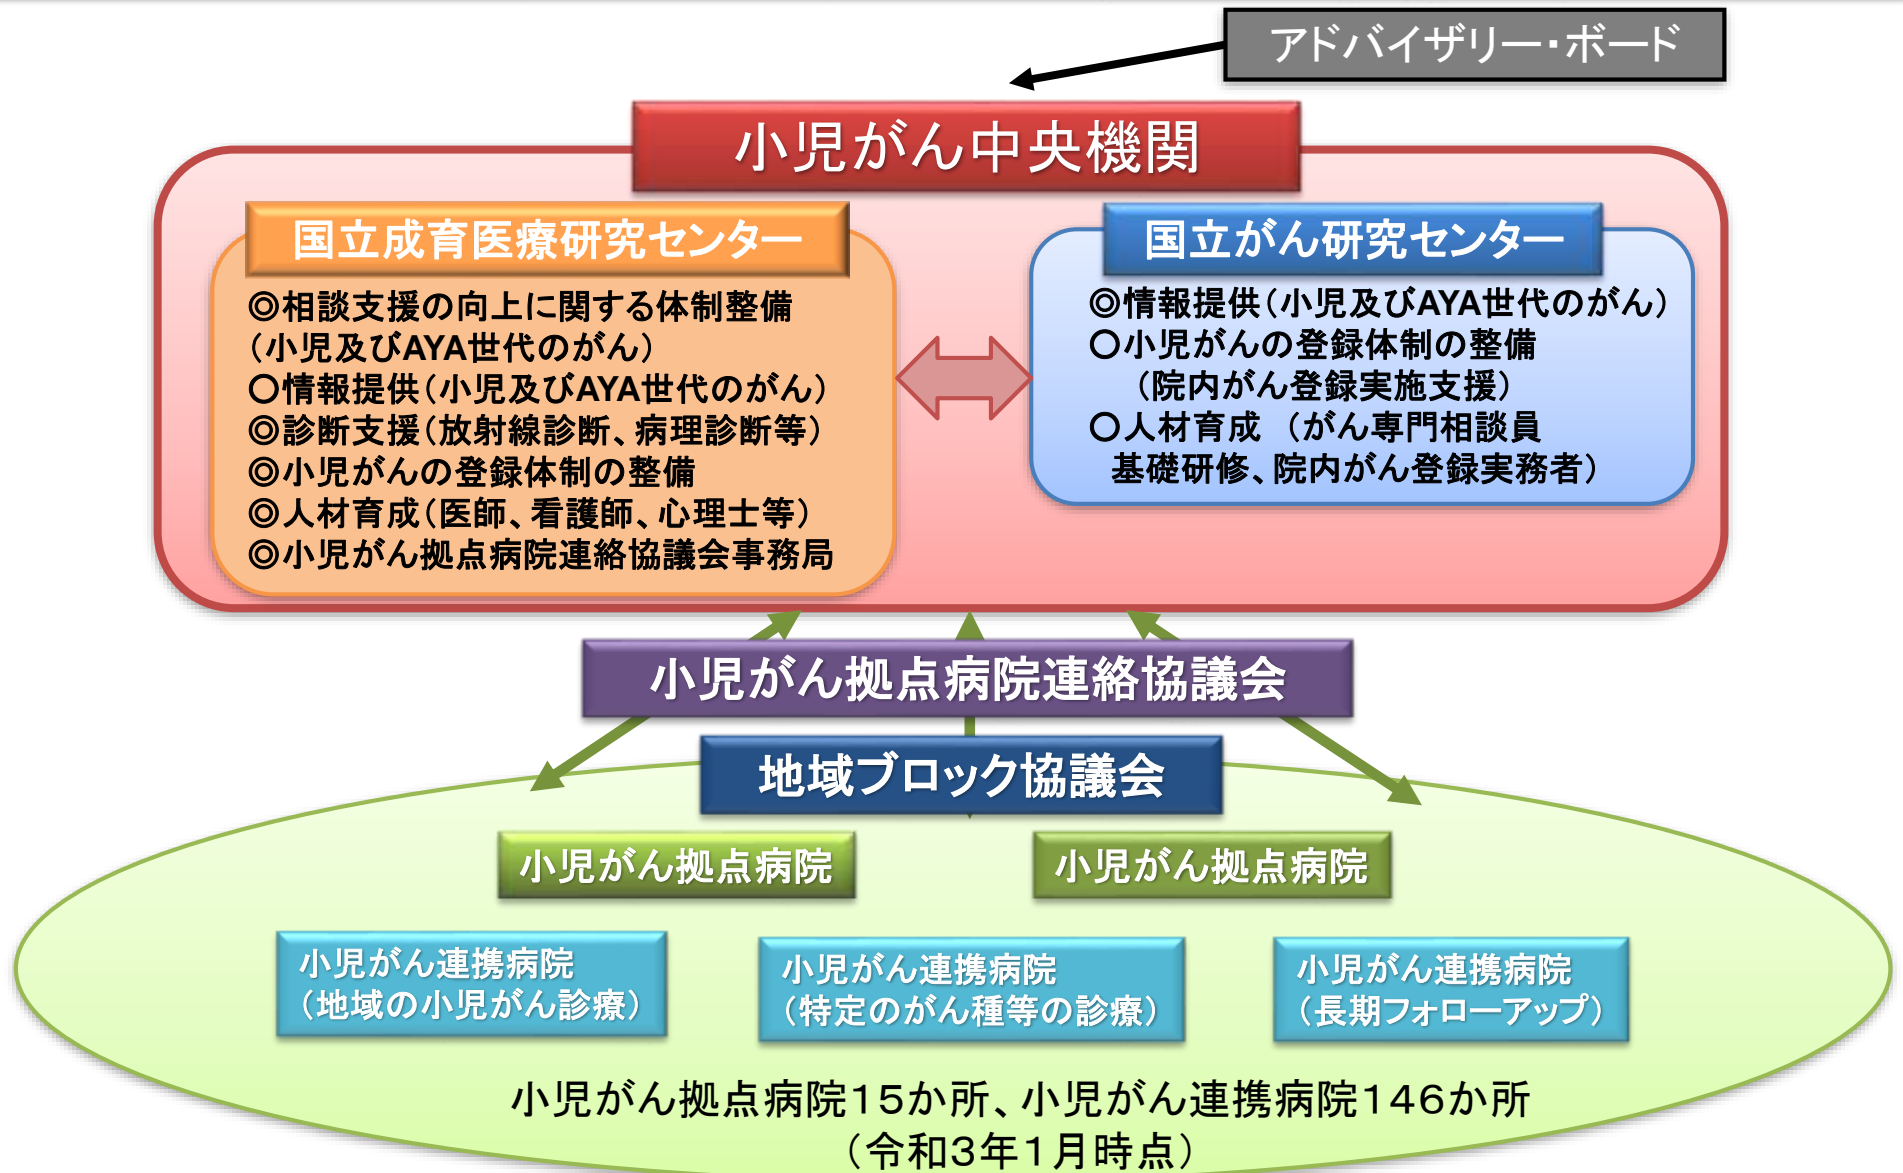 アドバイザリー・ボード
小児がん中央機関
国立成育医療研究センター
◎相談支援の向上に関する体制整備
（小児及びAYA世代のがん）
〇情報提供（小児及びAYA世代のがん）
◎診断支援（放射線診断、病理診断等）
◎小児がんの登録体制の整備
◎人材育成（医師、看護師、心理士等）
◎小児がん拠点病院連絡協議会事務局
国立がん研究センター
◎情報提供（小児及びAYA世代のがん）
〇小児がんの登録体制の整備
（院内がん登録実施支援）
〇人材育成　（がん専門相談員
基礎研修、院内がん登録実務者）
小児がん拠点病院連絡協議会
地域ブロック協議会
小児がん拠点病院
小児がん拠点病院
小児がん連携病院
（地域の小児がん診療）
小児がん連携病院
（特定のがん種等の診療）
小児がん連携病院
（長期フォローアップ）
小児がん拠点病院１５か所、小児がん連携病院１４６か所
（令和３年１月時点）